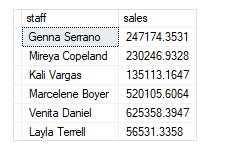 staff sales
Genna Serrano 247174.3531
Mireya Copeland 230246.9328
Kali Vargas 135113.1647
Marcelene Boyer 520105.6064
Venita Daniel 625358.3947
Layla Terrell 56531.3358